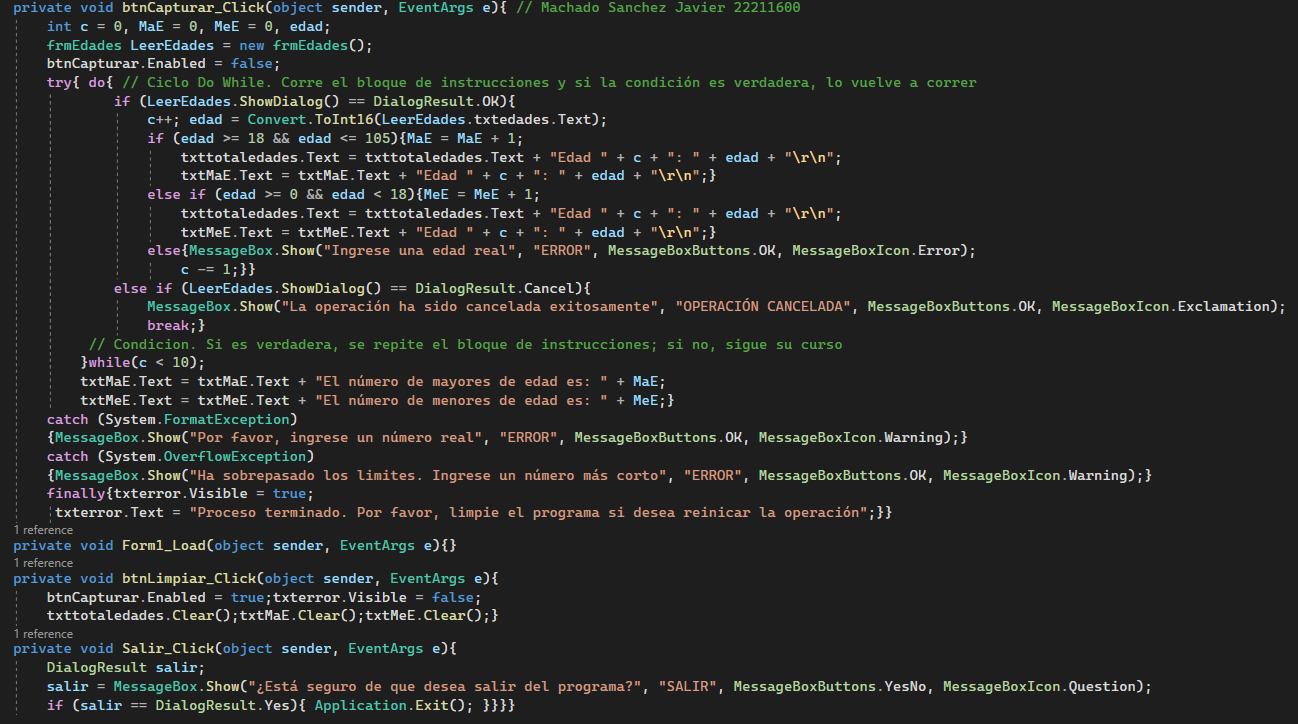 private void btnCapturar_Click(object sender, EventArgs e){ // Machado Sanchez Javier 22211600
int c = 0, MaE = 0, MeE = 0, edad;
frmEdades LeerEdades = new frmEdades();
btnCapturar.Enabled = false;
try{ do{ // Ciclo Do While. Corre el bloque de instrucciones y si la condición es verdadera, lo vuelve a correr
if (LeerEdades.ShowDialog() == DialogResult.OK){
c++; edad = Convert.ToInt16(LeerEdades.txtedades.Text);
if (edad >= 18 && edad <= 105){MaE = MaE + 1;
txttotaledades.Text = txttotaledades.Text + "Edad " + c + ": " + edad + "\r\n";
txtMaE.Text = txtMaE.Text + "Edad " + c + ": " + edad + "\r\n";}
else if (edad >= 0 && edad < 18){MeE = MeE + 1;
txttotaledades.Text = txttotaledades.Text + "Edad " + c + ": " + edad + "\r\n";
txtMeE.Text = txtMeE.Text + "Edad " + c + ": " + edad + "\r\n";}
else{MessageBox.Show("Ingrese una edad real", "ERROR", MessageBoxButtons.OK, MessageBoxIcon.Error);
c -= 1;}}
else if (LeerEdades.ShowDialog() == DialogResult.Cancel){
MessageBox.Show("La operación ha sido cancelada exitosamente", "OPERACIÓN CANCELADA", MessageBoxButtons.OK, MessageBoxIcon.Exclamation);
break;}
// Condicion. Si es verdadera, se repite el bloque de instrucciones; si no, sigue su curso
}while(c < 10);
txtMaE.Text = txtMaE.Text + "El número de mayores de edad es: " + MaE;
txtMeE.Text = txtMeE.Text + "El número de menores de edad es: " + MeE;}
catch (System.FormatException)
{MessageBox.Show("Por favor, ingrese un número real", "ERROR", MessageBoxButtons.OK, MessageBoxIcon.Warning);}
catch (System.OverflowException)
{MessageBox.Show("Ha sobrepasado los limites. Ingrese un número más corto", "ERROR", MessageBoxButtons.OK, MessageBoxIcon.Warning);}
finally{txterror.Visible = true;
txterror.Text = "Proceso terminado. Por favor, limpie el programa si desea reinicar la operación";}}
1 reference
private void Form1_Load(object sender, EventArgs e){}
1 reference
private void btnLimpiar_Click(object sender, EventArgs e){
btnCapturar.Enabled = true;txterror.Visible = false;
txttotaledades.Clear();txtMaE.Clear();txtMeE.Clear();}
1 reference
private void Salir_Click(object sender, EventArgs e){
DialogResult salir;
salir = MessageBox.Show("¿Está seguro de que desea salir del programa?", "SALIR", MessageBoxButtons.YesNo, MessageBoxIcon.Question);
if (salir == DialogResult.Yes){ Application.Exit(); }}}}